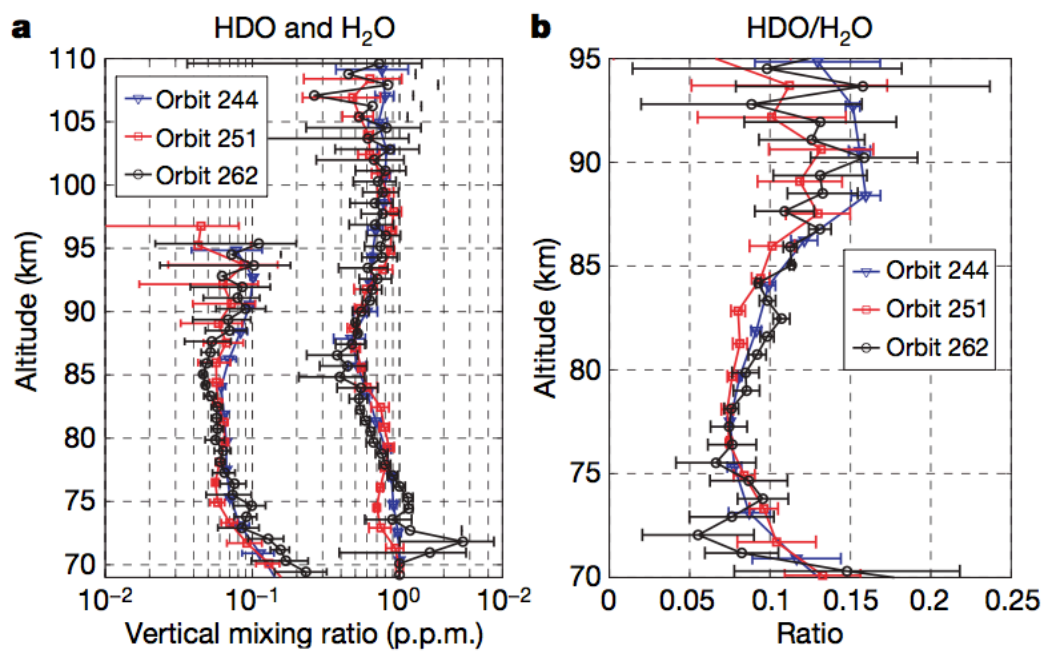 a HDO and H₂O
110
105
100
95
90
85
80
75
70
Altitude (km)
Orbit 244
Orbit 251
Orbit 262
10⁻² 10⁻¹ 10⁰ 10⁻²
Vertical mixing ratio (p.p.m.)
b HDO/H₂O
95
90
85
80
75
70
Altitude (km)
Orbit 244
Orbit 251
Orbit 262
0 0.05 0.1 0.15 0.2 0.25
Ratio